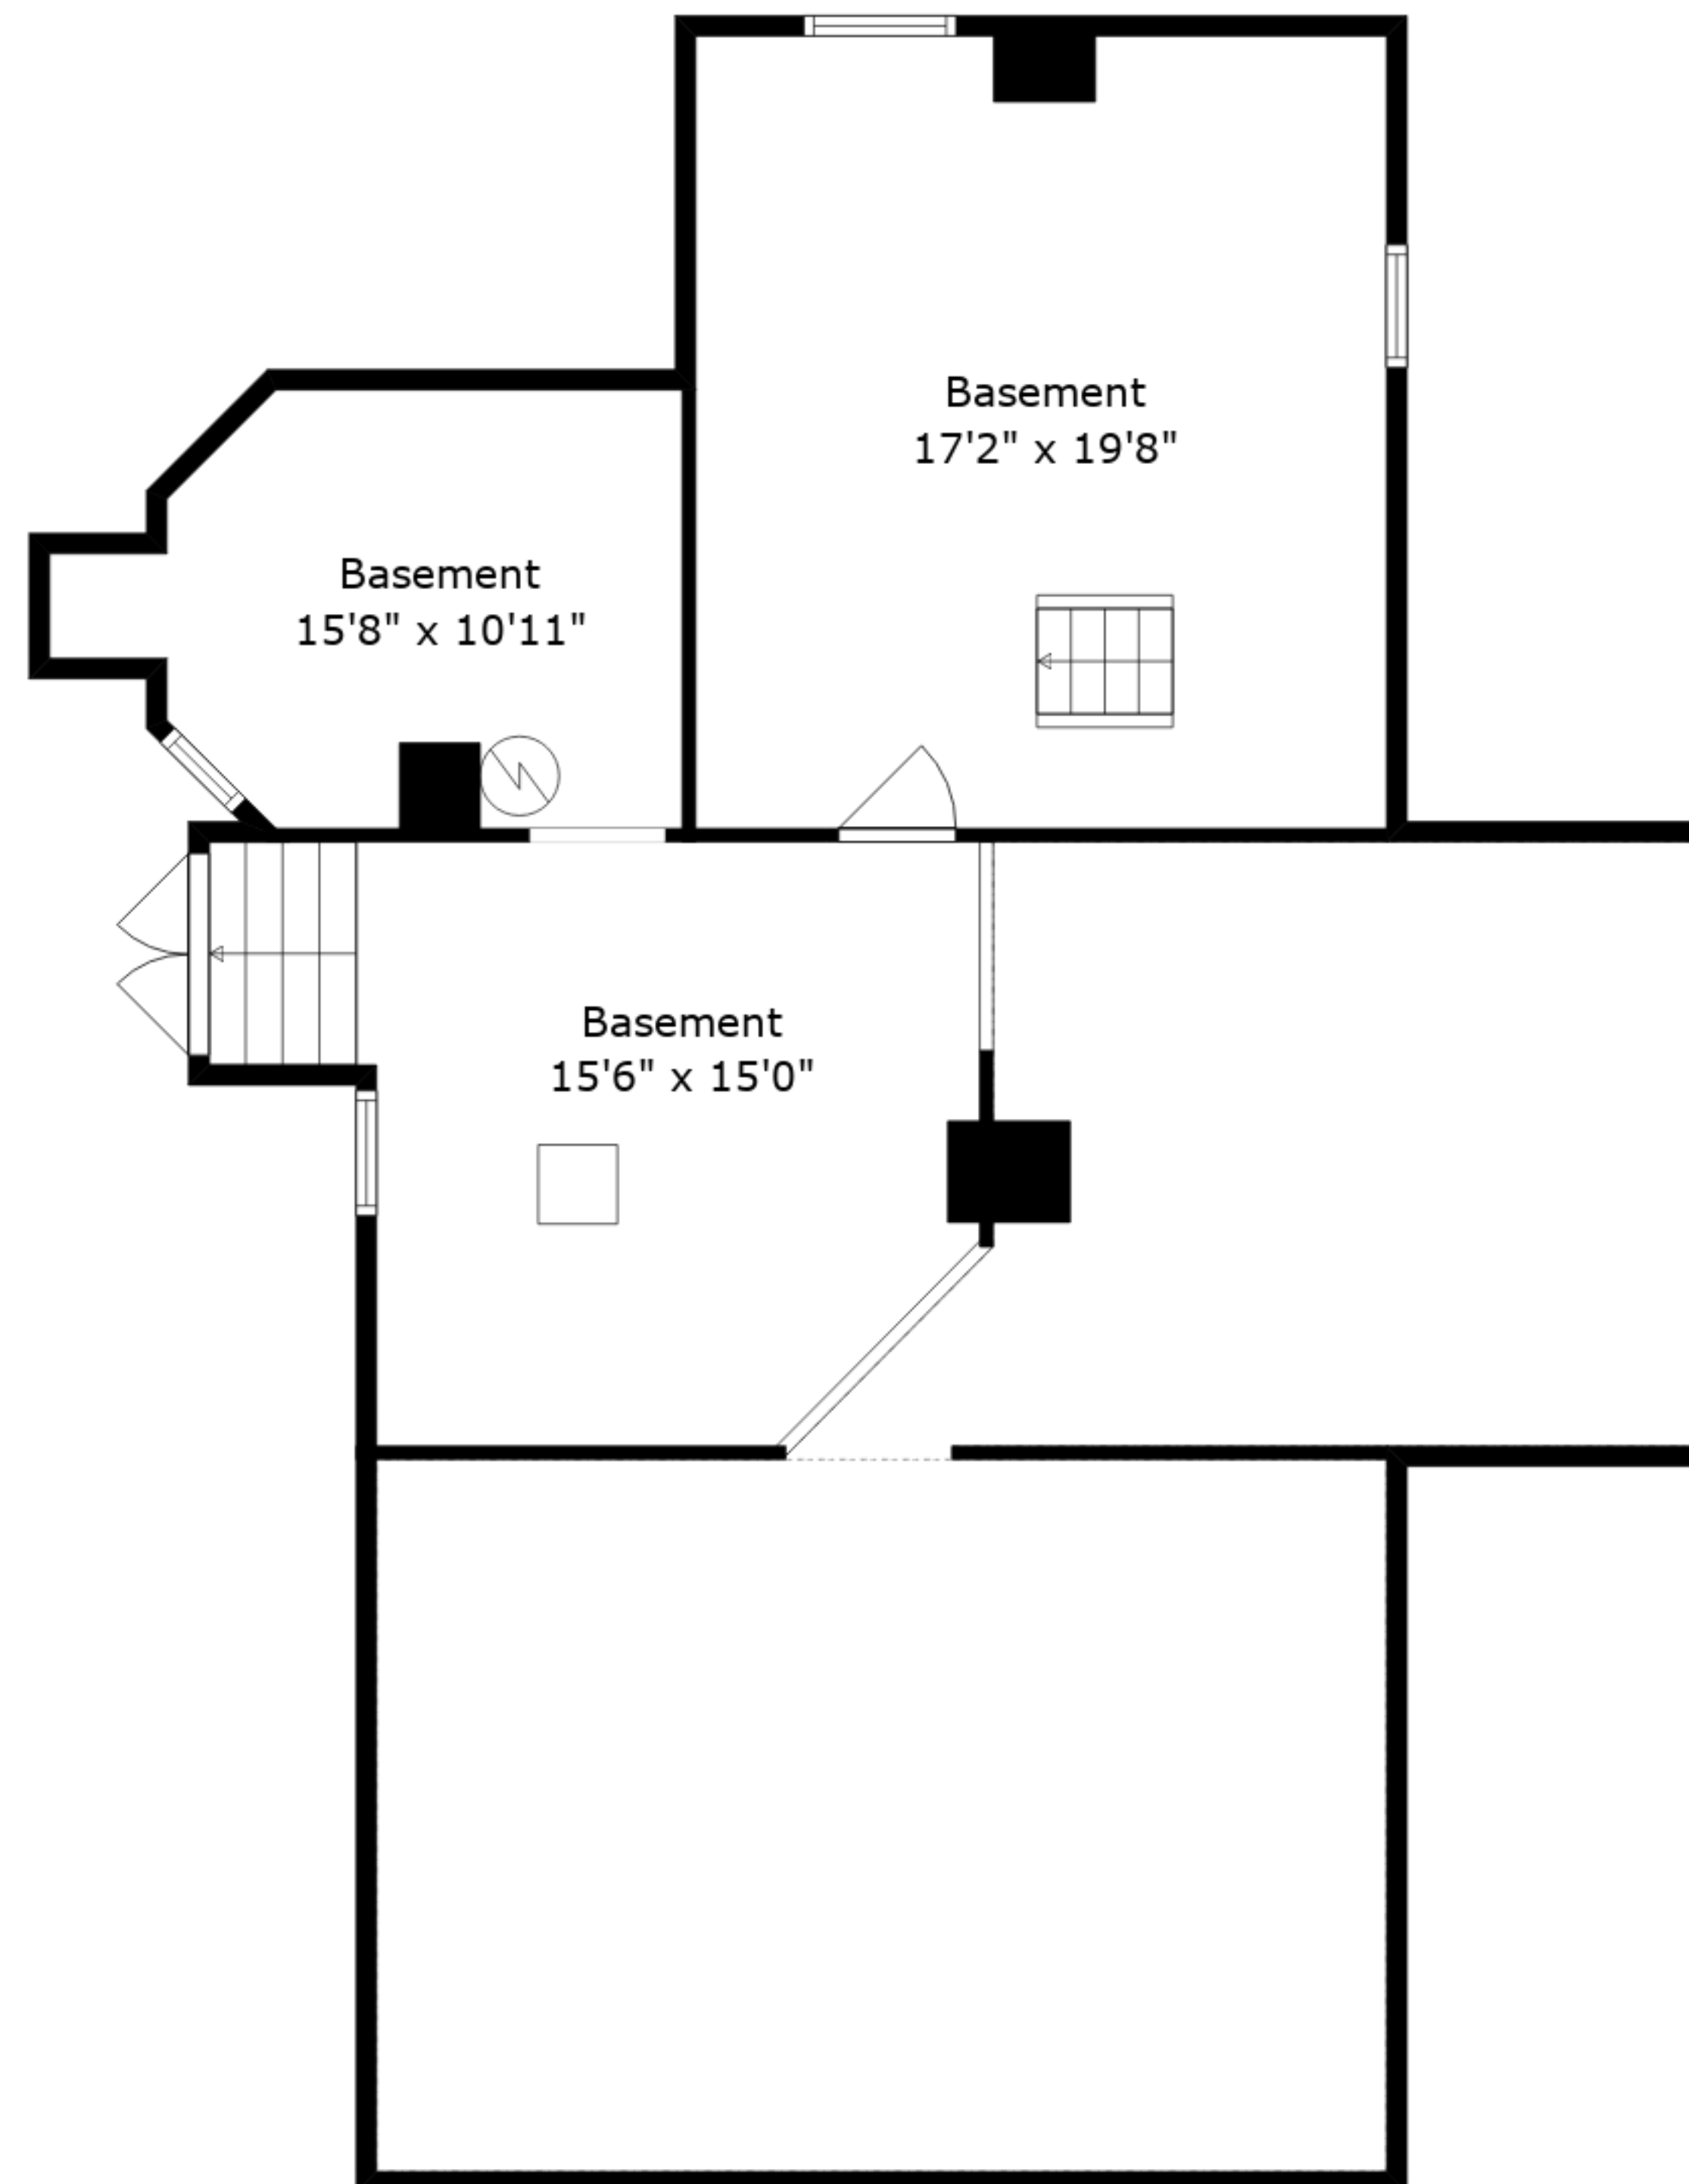 Basement
17'2" x 19'8"
Basement
15'8" x 10'11"
Basement
15'6" x 15'0"